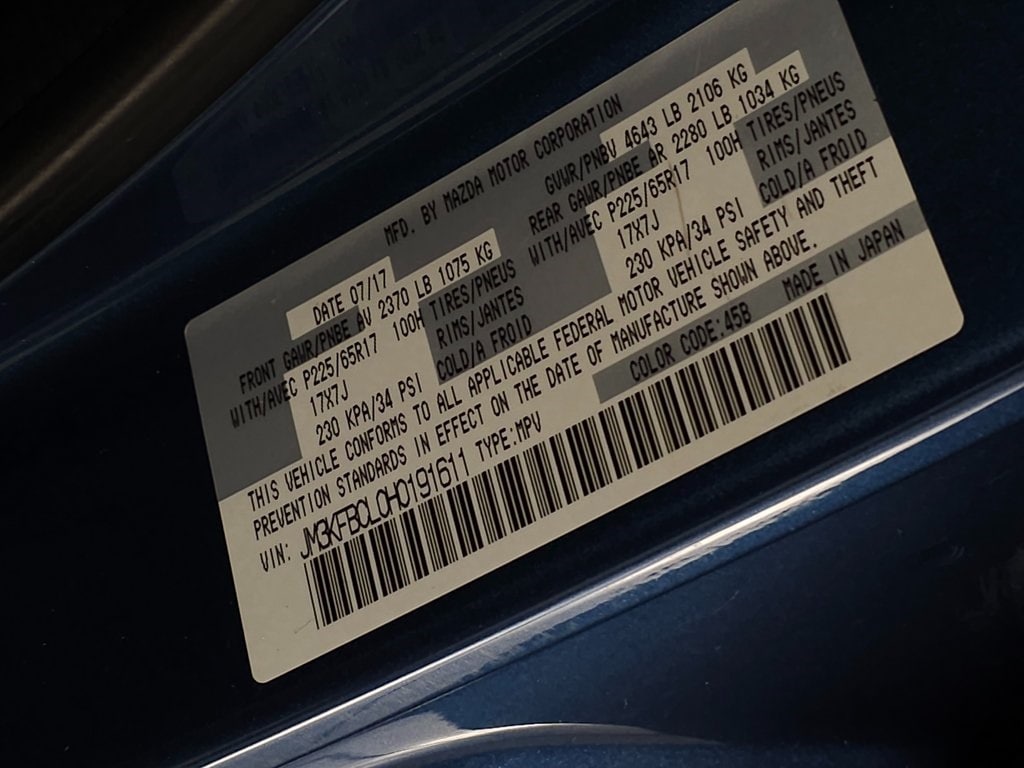 MFD. BY MAZDA MOTOR CORPORATION
DATE 07/17 GVWR/PNBV 4643 LB 2106 KG
FRONT GAWR/PNBE AV 2370 LB 1075 KG REAR GAWR/PNBE AR 2280 LB 1034 KG
WITH/AVEC P225/65R17 100H TIRES/PNEUS WITH/AVEC P225/65R17 100H TIRES/PNEUS
17X7J RIMS/JANTES 17X7J RIMS/JANTES
230 KPA/34 PSI COLD/A FROID 230 KPA/34 PSI COLD/A FROID
THIS VEHICLE CONFORMS TO ALL APPLICABLE FEDERAL MOTOR VEHICLE SAFETY AND THEFT
PREVENTION STANDARDS IN EFFECT ON THE DATE OF MANUFACTURE SHOWN ABOVE.
VIN: JM3KFBCL0H0191611 TYPE:MPV COLOR CODE:45B MADE IN JAPAN